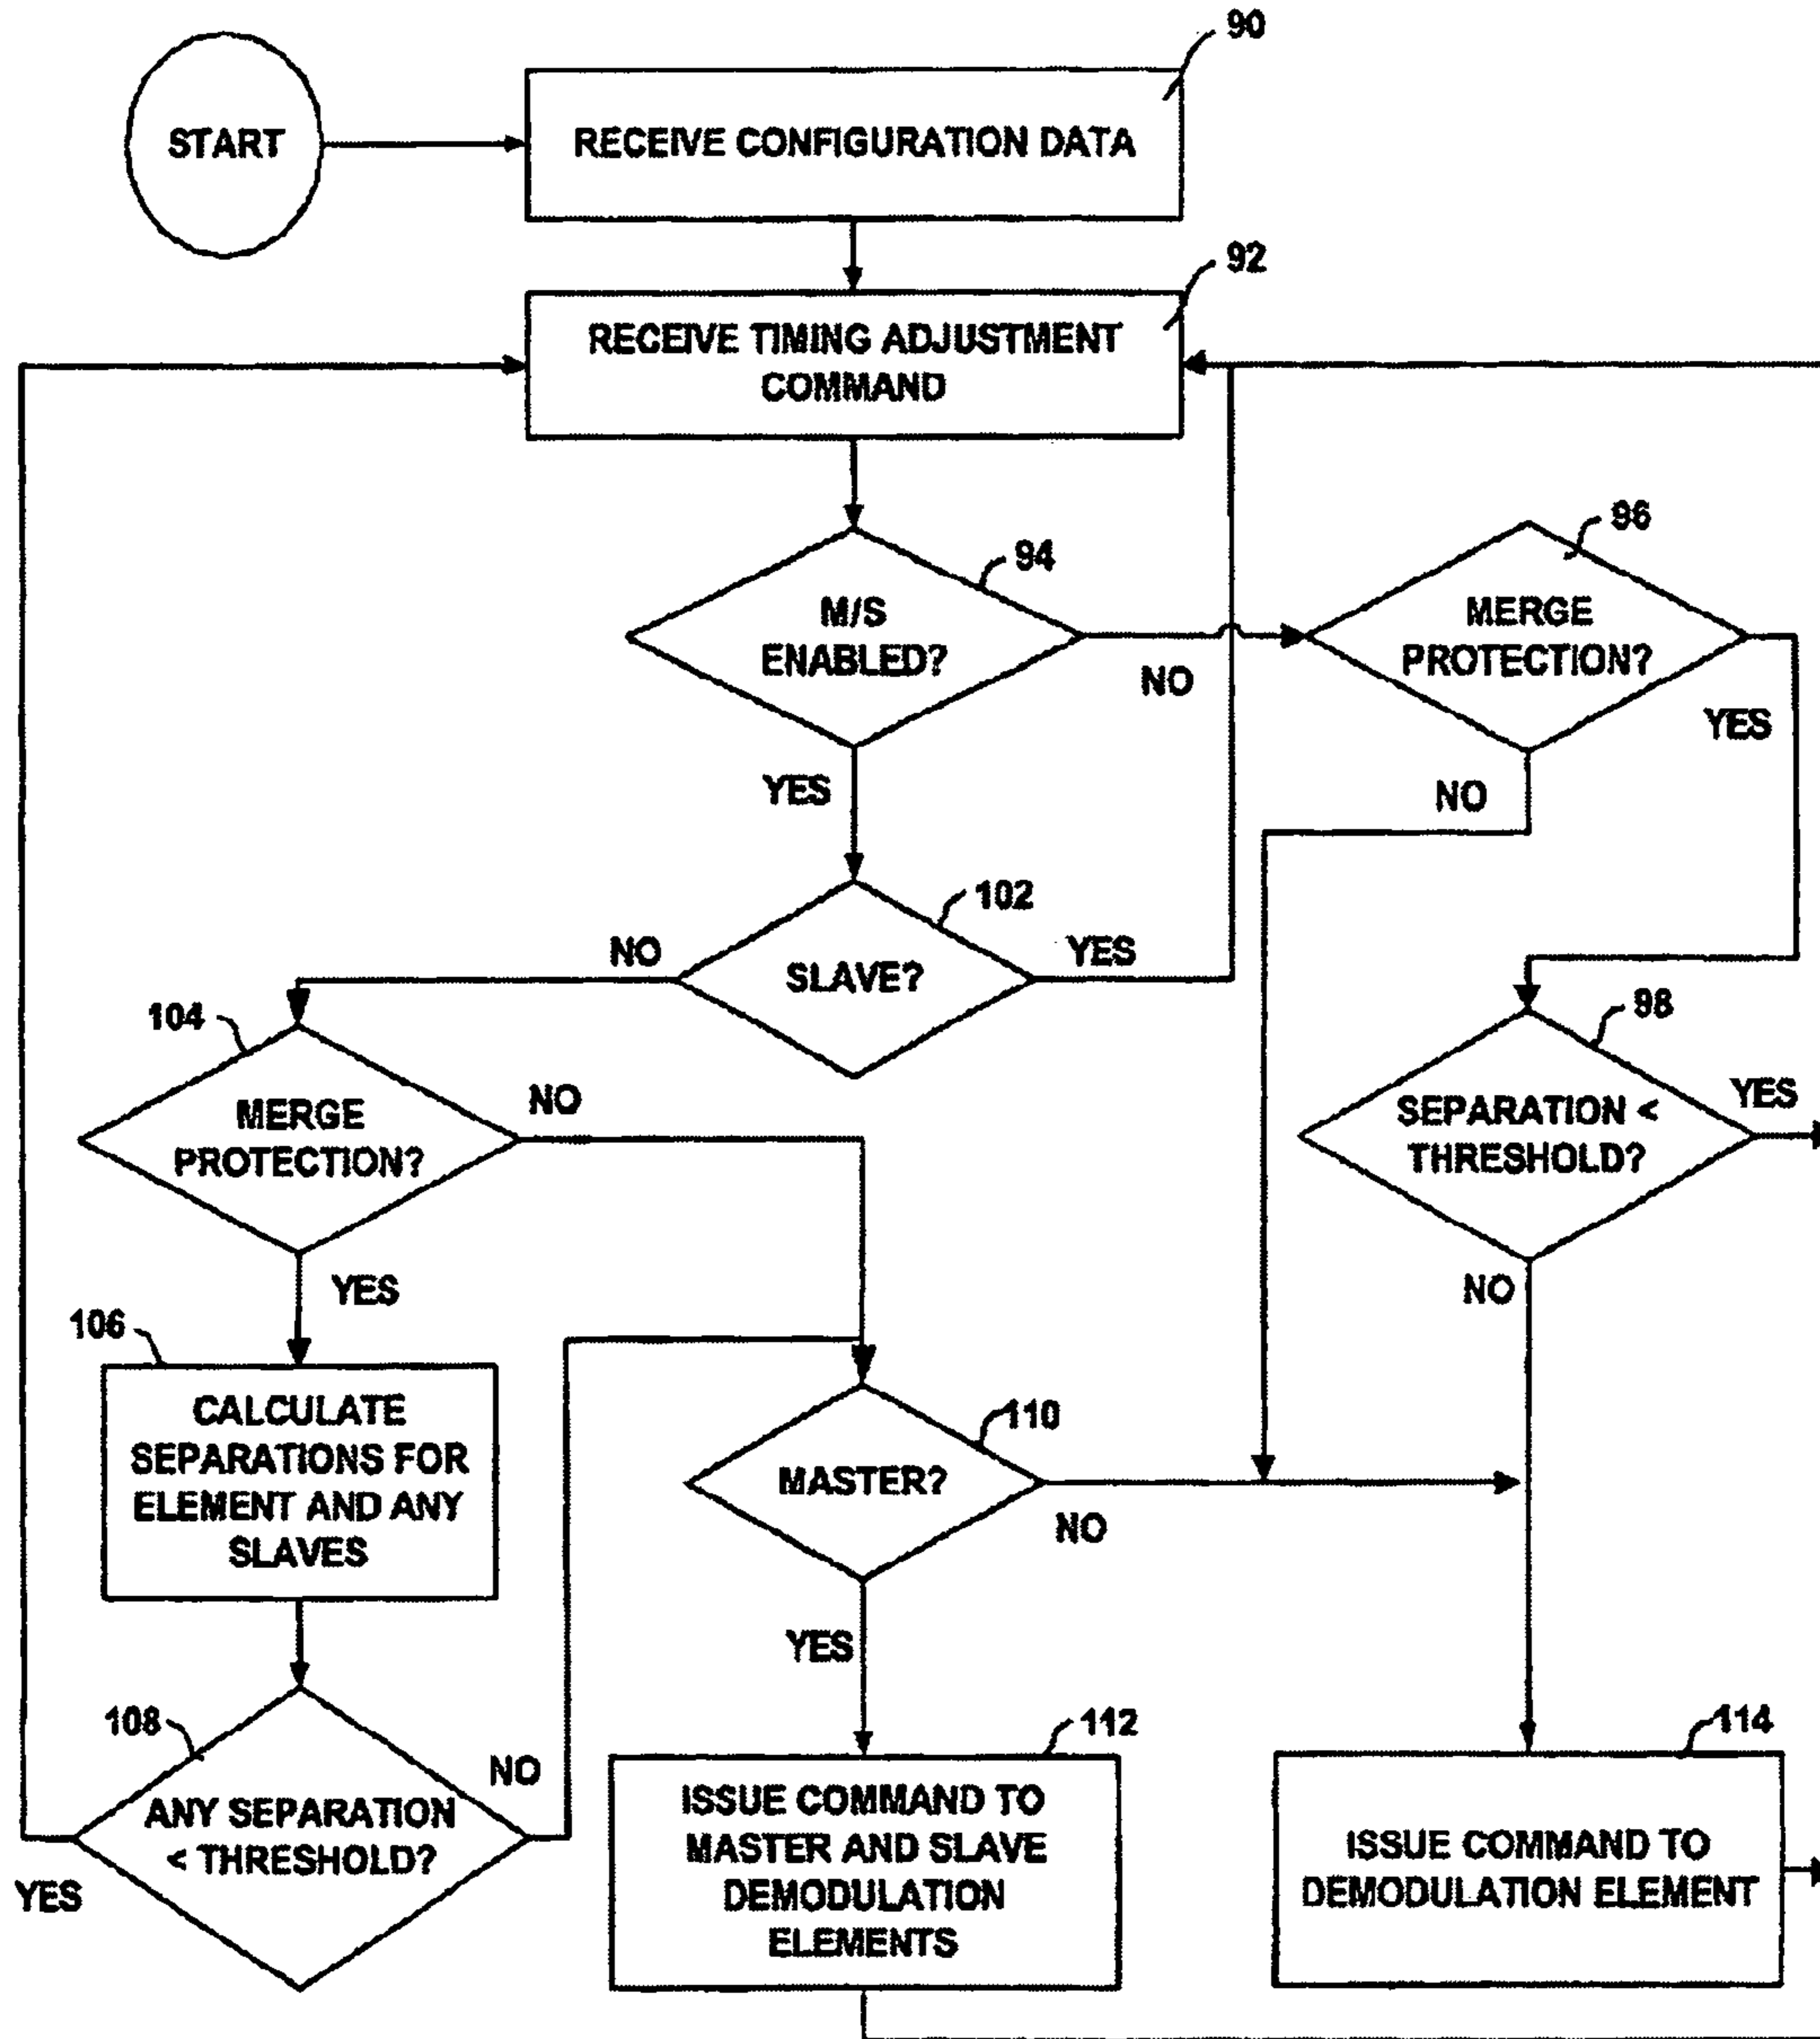 90
START
RECEIVE CONFIGURATION DATA
92
RECEIVE TIMING ADJUSTMENT
COMMAND
94
M/S
ENABLED?
NO
YES
96
MERGE
PROTECTION?
YES
NO
102
SLAVE?
NO
YES
98
SEPARATION <
THRESHOLD?
YES
NO
104
MERGE
PROTECTION?
NO
YES
106
CALCULATE
SEPARATIONS FOR
ELEMENT AND ANY
SLAVES
110
MASTER?
NO
YES
108
ANY SEPARATION
< THRESHOLD?
NO
YES
112
ISSUE COMMAND TO
MASTER AND SLAVE
DEMODULATION
ELEMENTS
114
ISSUE COMMAND TO
DEMODULATION ELEMENT